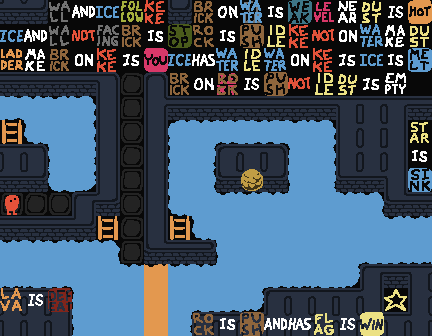 WALL AND ICE FOLLOW KEKE BRICK ON WATER IS WEAK LEVEL NEAR DUST IS HOT
ICE AND WALL NOT FACING BRICK IS STOP ROCK IS PUSH IDLE KEKE NOT ON WATER MAKE DUST
LADDER MAKE BRICK ON KEKE IS YOU ICE HAS WATER IDLE WATER ON KEKE IS ICE IS MELT
BRICK ON ROCK IS PUSH NOT IDLE DUST IS EMPTY
STAR
IS
SINK
LAVA IS DEFEAT
ROCK IS PUSH AND HAS FLAG IS WIN